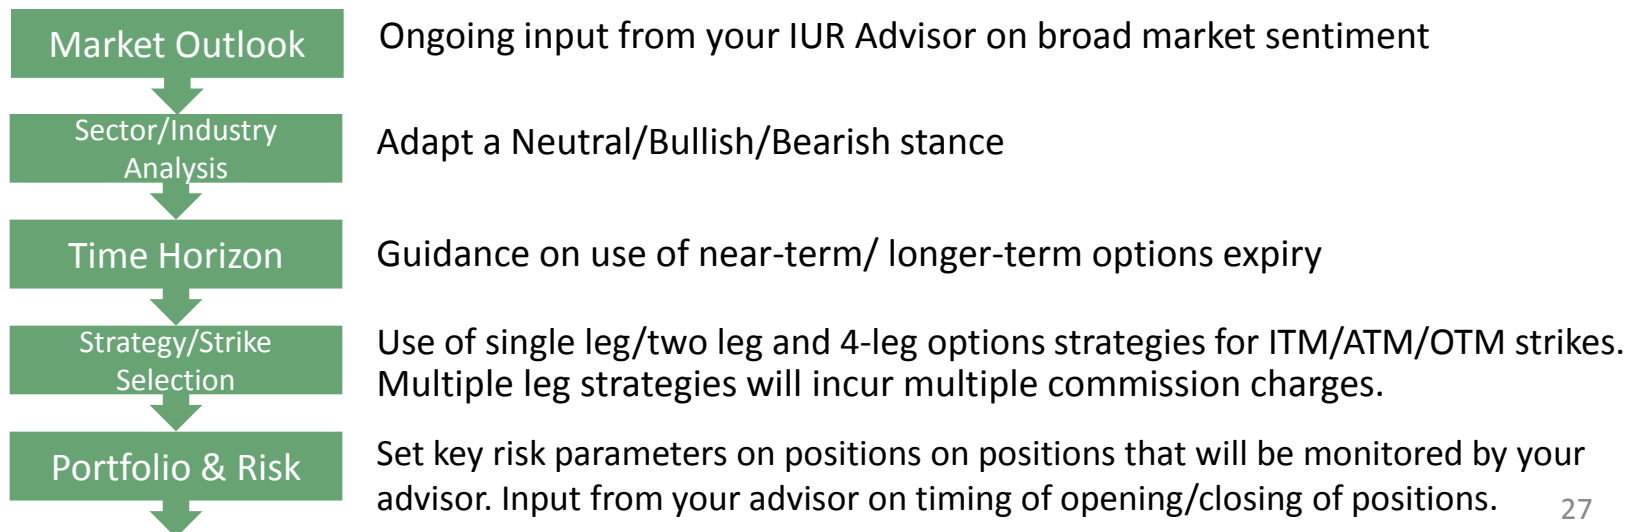 Market Outlook
Ongoing input from your IUR Advisor on broad market sentiment
Sector/Industry
Analysis
Adapt a Neutral/Bullish/Bearish stance
Time Horizon
Guidance on use of near-term/ longer-term options expiry
Strategy/Strike
Selection
Use of single leg/two leg and 4-leg options strategies for ITM/ATM/OTM strikes.
Multiple leg strategies will incur multiple commission charges.
Portfolio & Risk
Set key risk parameters on positions on positions that will be monitored by your
advisor. Input from your advisor on timing of opening/closing of positions.
27